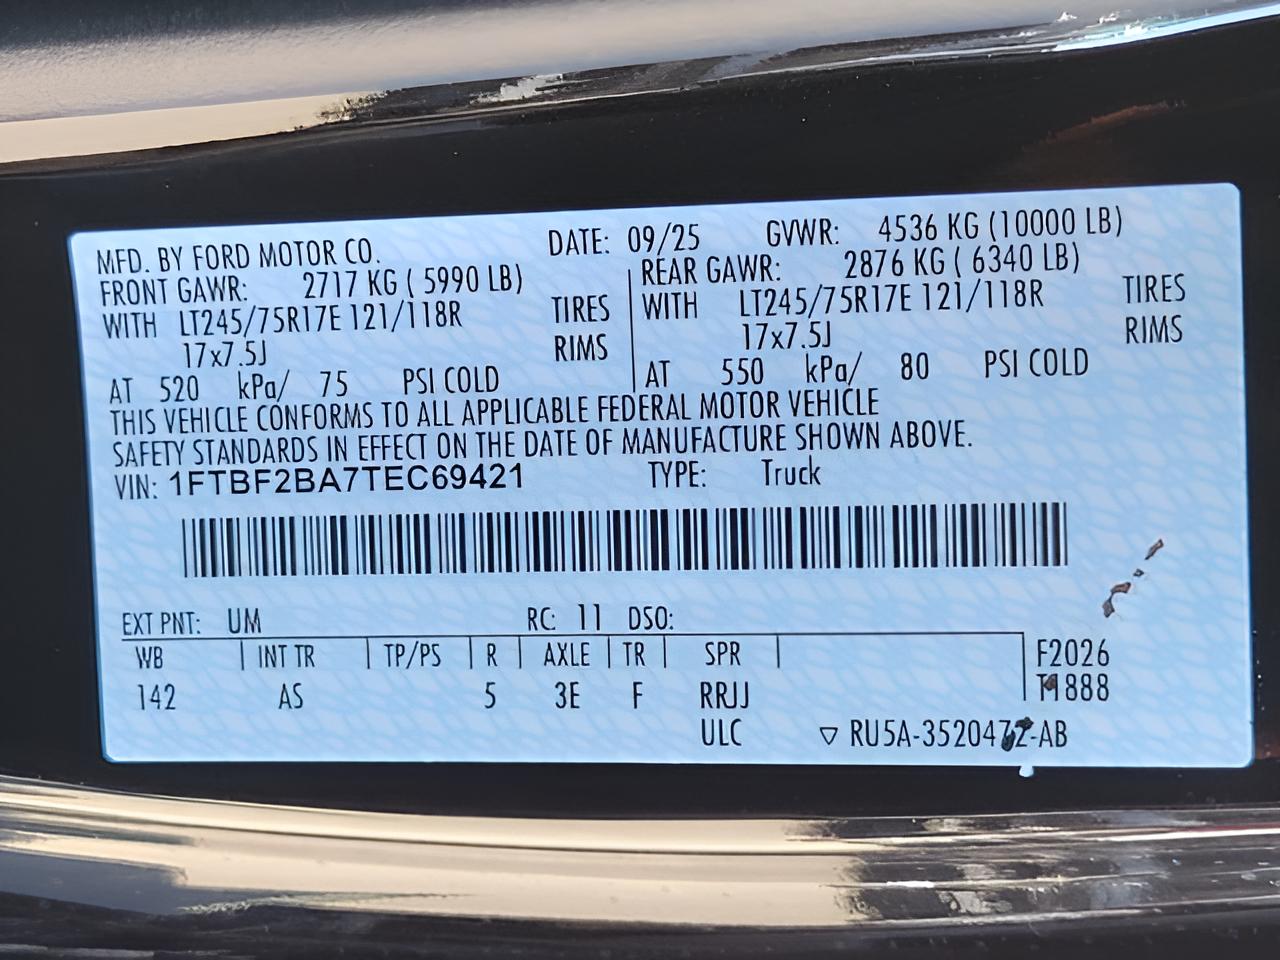 MFD. BY FORD MOTOR CO. DATE: 09/25 GVWR: 4536 KG (10000 LB)
FRONT GAWR: 2717 KG ( 5990 LB) REAR GAWR: 2876 KG ( 6340 LB)
WITH LT245/75R17E 121/118R TIRES WITH LT245/75R17E 121/118R TIRES
17x7.5J RIMS 17x7.5J RIMS
AT 520 kPa/ 75 PSI COLD AT 550 kPa/ 80 PSI COLD
THIS VEHICLE CONFORMS TO ALL APPLICABLE FEDERAL MOTOR VEHICLE
SAFETY STANDARDS IN EFFECT ON THE DATE OF MANUFACTURE SHOWN ABOVE.
VIN: 1FTBF2BA7TEC69421 TYPE: Truck
EXT PNT: UM RC: 11 DSO:
WB INT TR TP/PS R AXLE TR SPR F2026
142 AS 5 3E F RRJJ
ULC ▽